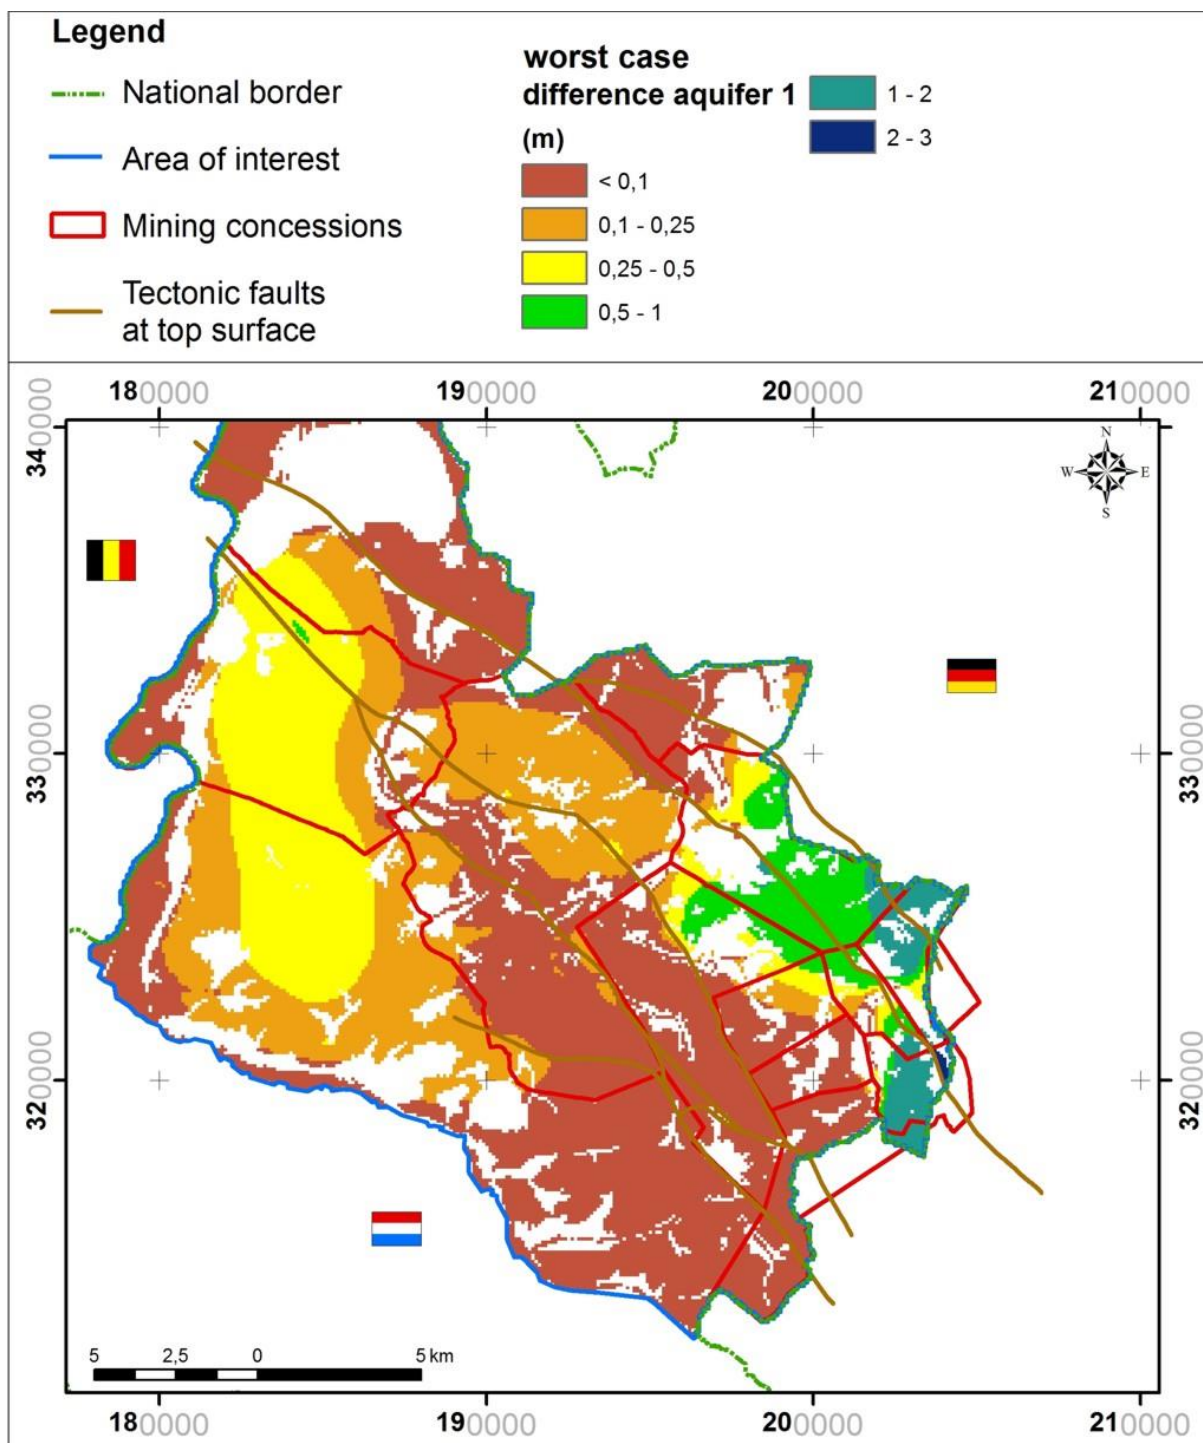 Legend
National border
Area of interest
Mining concessions
Tectonic faults
at top surface
worst case
difference aquifer 1
(m)
< 0,1
0,1 - 0,25
0,25 - 0,5
0,5 - 1
1 - 2
2 - 3
180000
190000
200000
210000
340000
330000
320000
340000
330000
320000
N
W
E
S
5
2,5
0
5 km
180000
190000
200000
210000